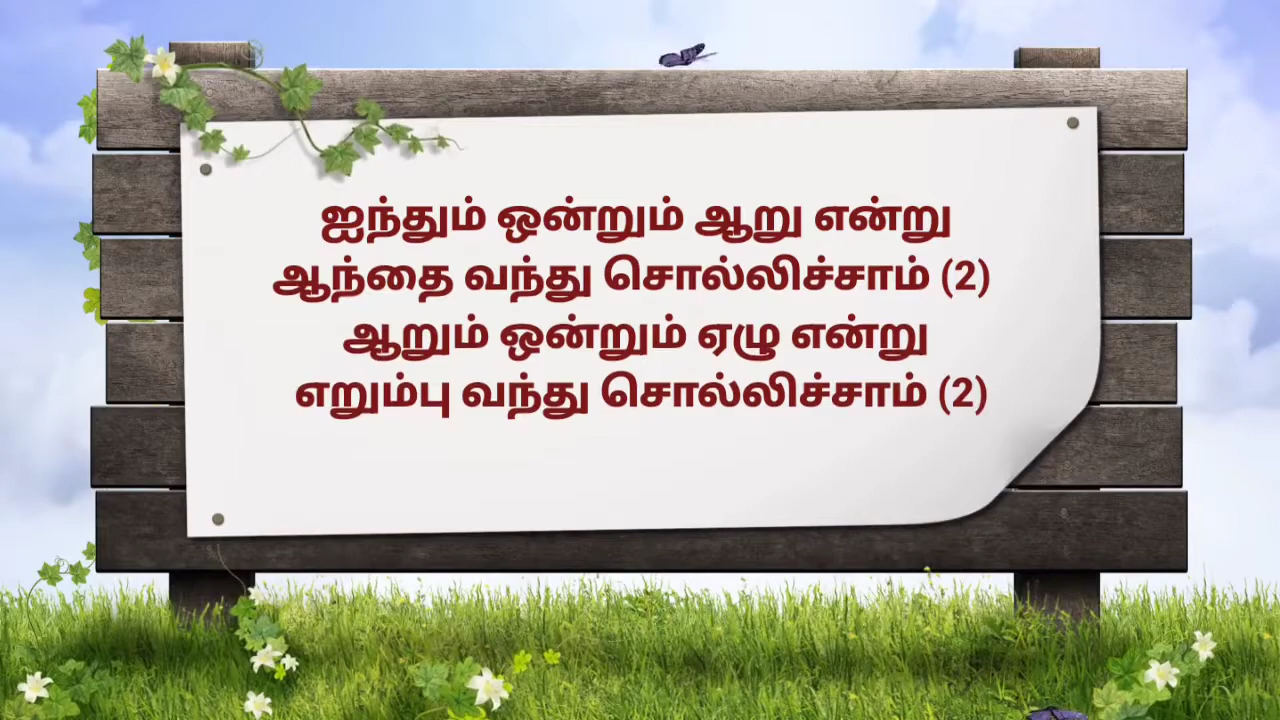 ஐந்தும் ஒன்றும் ஆறு என்று
ஆந்தை வந்து சொல்லிச்சாம் (2)
ஆறும் ஒன்றும் ஏழு என்று
எறும்பு வந்து சொல்லிச்சாம் (2)